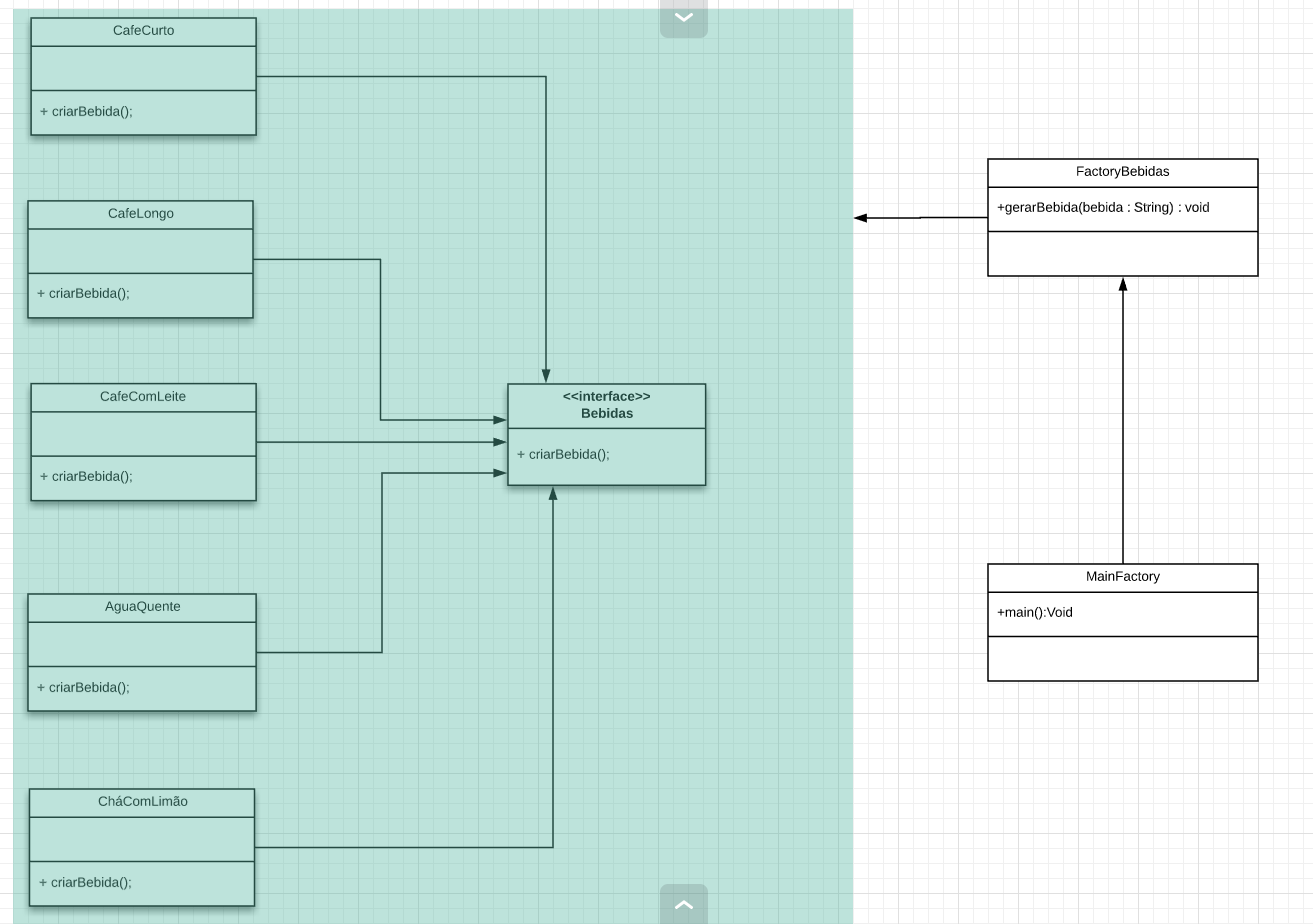 CafeCurto
+ criarBebida();
CafeLongo
+ criarBebida();
CafeComLeite
+ criarBebida();
AguaQuente
+ criarBebida();
CháComLimão
+ criarBebida();
<<interface>>
Bebidas
+ criarBebida();
FactoryBebidas
+gerarBebida(bebida : String) : void
MainFactory
+main():Void